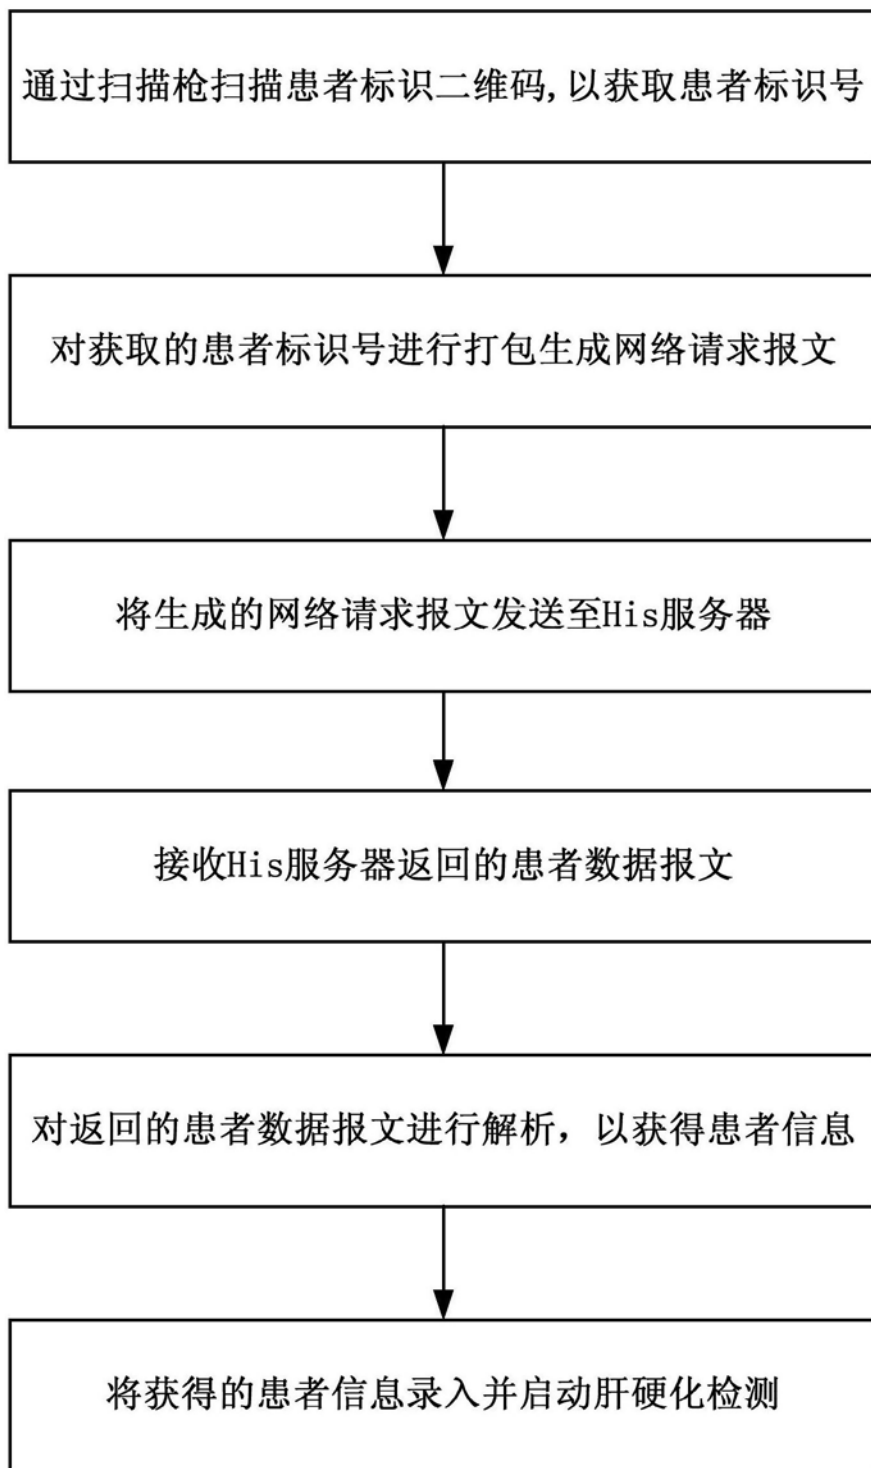 通过扫描枪扫描患者标识二维码,以获取患者标识号
对获取的患者标识号进行打包生成网络请求报文
将生成的网络请求报文发送至His服务器
接收His服务器返回的患者数据报文
对返回的患者数据报文进行解析，以获得患者信息
将获得的患者信息录入并启动肝硬化检测